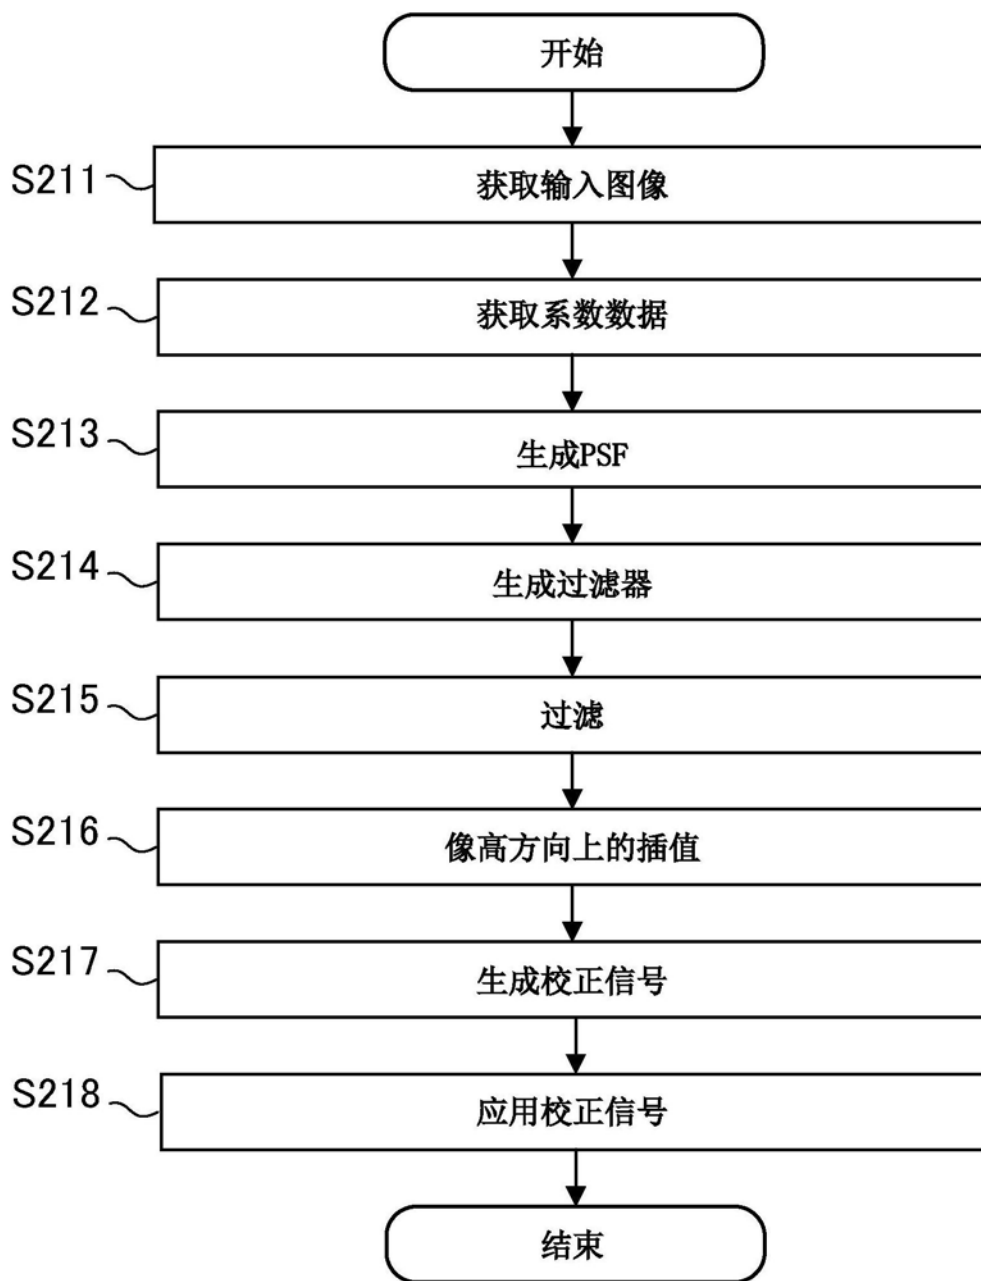 开始
S211 获取输入图像
S212 获取系数数据
S213 生成PSF
S214 生成过滤器
S215 过滤
S216 像高方向上的插值
S217 生成校正信号
S218 应用校正信号
结束